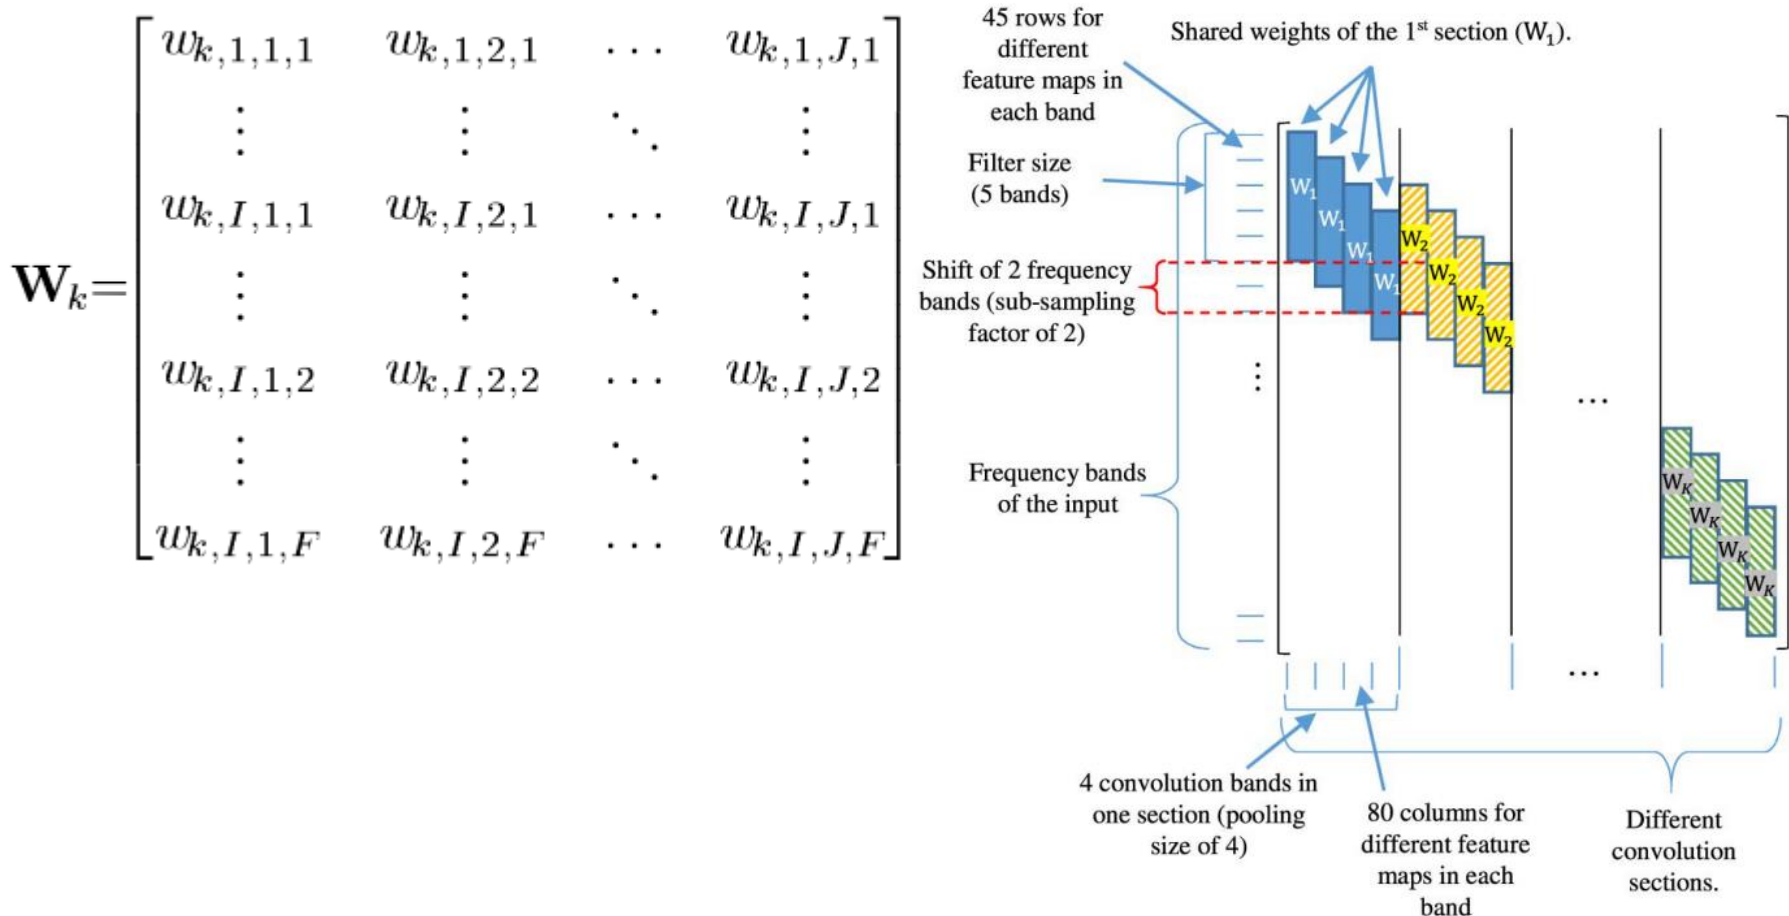 W_k=
w_{k,1,1,1} w_{k,1,2,1} ⋯ w_{k,1,J,1}
⋮ ⋮ ⋱ ⋮
w_{k,I,1,1} w_{k,I,2,1} ⋯ w_{k,I,J,1}
⋮ ⋮ ⋱ ⋮
w_{k,I,1,2} w_{k,I,2,2} ⋯ w_{k,I,J,2}
⋮ ⋮ ⋱ ⋮
w_{k,I,1,F} w_{k,I,2,F} ⋯ w_{k,I,J,F}
45 rows for
different
feature maps in
each band
Shared weights of the 1st section (W₁).
Filter size
(5 bands)
Shift of 2 frequency
bands (sub-sampling
factor of 2)
⋮
Frequency bands
of the input
W₁
W₁
W₁
W₁
W₂
W₂
W₂
W₂
...
W_K
W_K
W_K
W_K
...
4 convolution bands in
one section (pooling
size of 4)
80 columns for
different feature
maps in each
band
Different
convolution
sections.